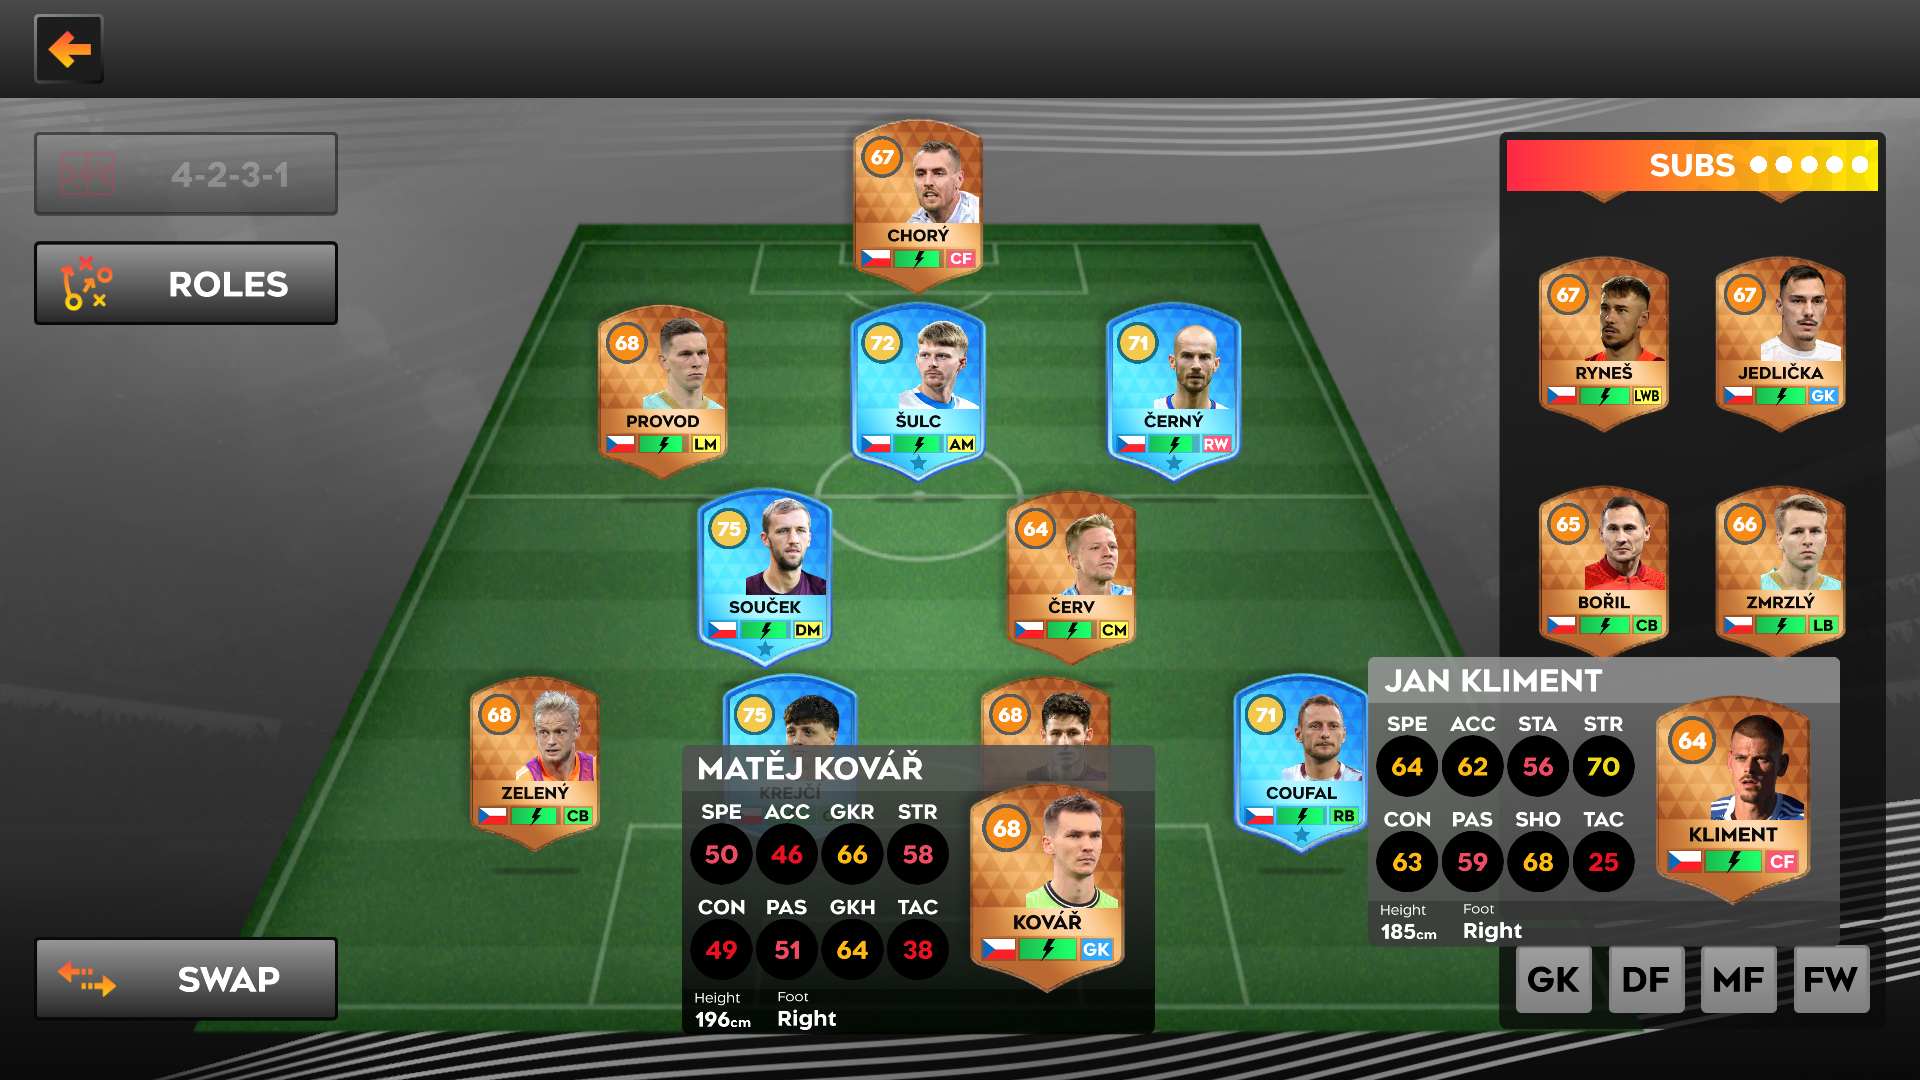 4-2-3-1
ROLES
SWAP
67
CHORÝ
CF
68
PROVOD
LM
72
ŠULC
AM
71
ČERNÝ
RW
75
SOUČEK
DM
64
ČERV
CM
68
ZELENÝ
CB
75
KREJČÍ
68
71
COUFAL
RB
MATĚJ KOVÁŘ
SPE ACC GKR STR
50 46 66 58
CON PAS GKH TAC
49 51 64 38
Height Foot
196cm Right
68
KOVÁŘ
GK
SUBS
67
RYNEŠ
LWB
67
JEDLIČKA
GK
65
BOŘIL
CB
66
ZMRZLÝ
LB
JAN KLIMENT
SPE ACC STA STR
64 62 56 70
CON PAS SHO TAC
63 59 68 25
Height Foot
185cm Right
64
KLIMENT
CF
GK DF MF FW